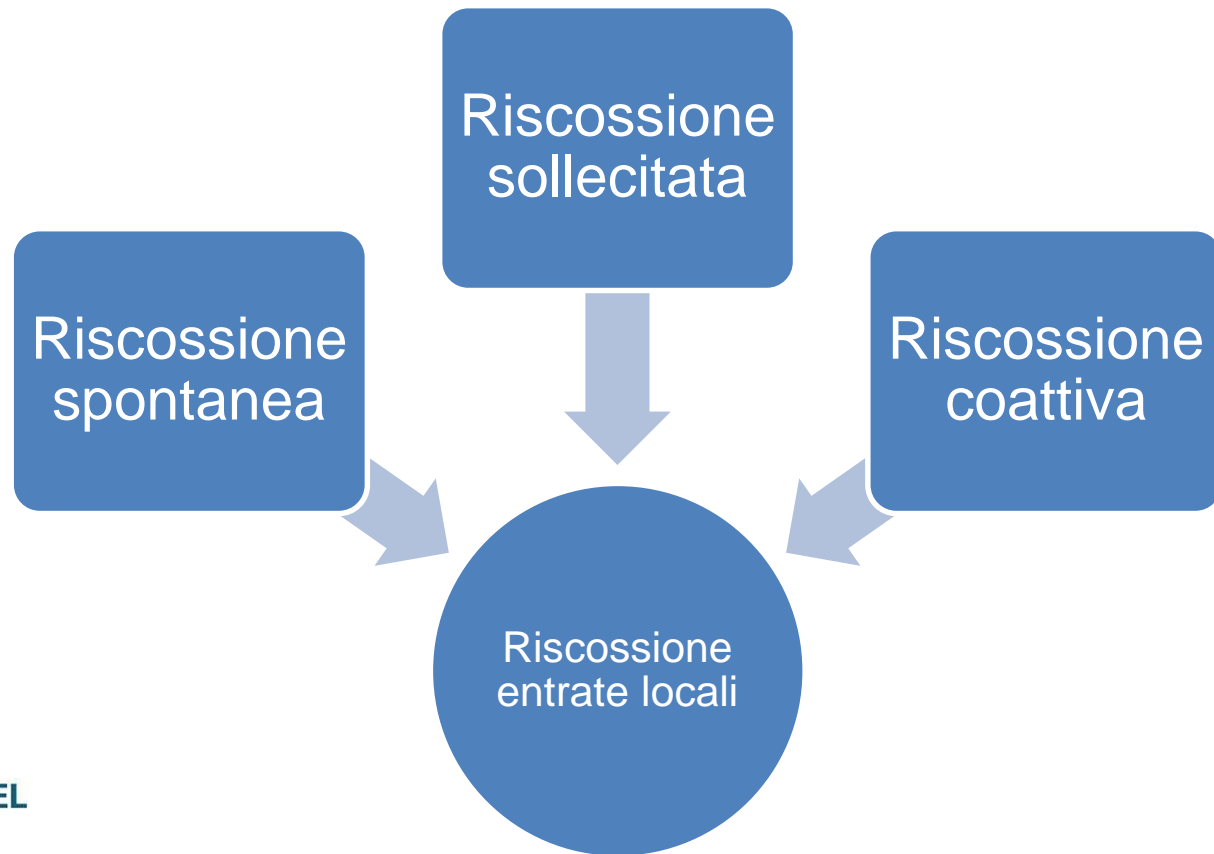 Riscossione
sollecitata
Riscossione
spontanea
Riscossione
coattiva
Riscossione
entrate locali
EL